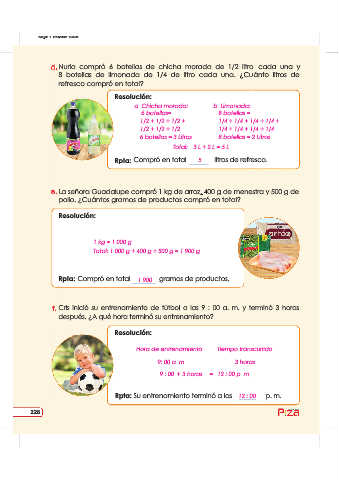 d. Nuria compró 6 botellas de chicha morada de 1/2 litro cada una y
8 botellas de limonada de 1/4 de litro cada una. ¿Cuánto litros de
refresco compró en total?
Resolución:
a Chicha morada:
6 botellas=
1/2 + 1/2 + 1/2 +
1/2 + 1/2 + 1/2
6 botellas = 3 Litros
b Limonada:
8 botellas =
1/4 + 1/4 + 1/4 + 1/4 +
1/4 + 1/4 + 1/4 + 1/4
8 botellas = 2 Litros
Total: 3 L + 2 L = 5 L
Rpta: Compró en total 5 litros de refresco.
e. La señora Guadalupe compró 1 kg de arroz, 400 g de menestra y 500 g de
pollo. ¿Cuántos gramos de productos compró en total?
Resolución:
1 kg = 1 000 g
Total: 1 000 g + 400 g + 500 g = 1 900 g
Rpta: Compró en total 1 900 gramos de productos.
f. Cris inició su entrenamiento de fútbol a las 9 : 00 a. m. y terminó 3 horas
después. ¿A qué hora terminó su entrenamiento?
Resolución:
Hora de entrenamiento Tiempo transcurrido
9: 00 a m 3 horas
9 : 00 + 3 horas = 12 : 00 p m
Rpta: Su entrenamiento terminó a las 12 : 00 p. m.
228